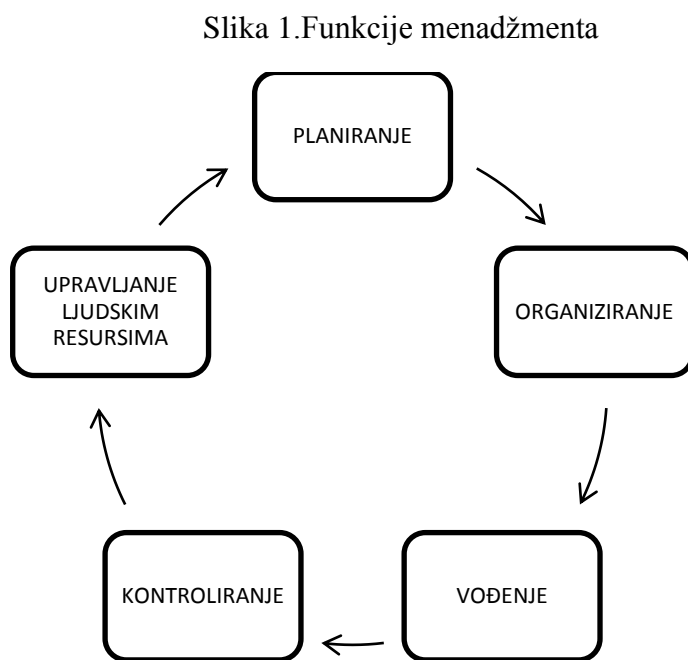 Slika 1.Funkcije menadžmenta
PLANIRANJE
ORGANIZIRANJE
VOĐENJE
KONTROLIRANJE
UPRAVLJANJE
LJUDSKIM
RESURSIMA